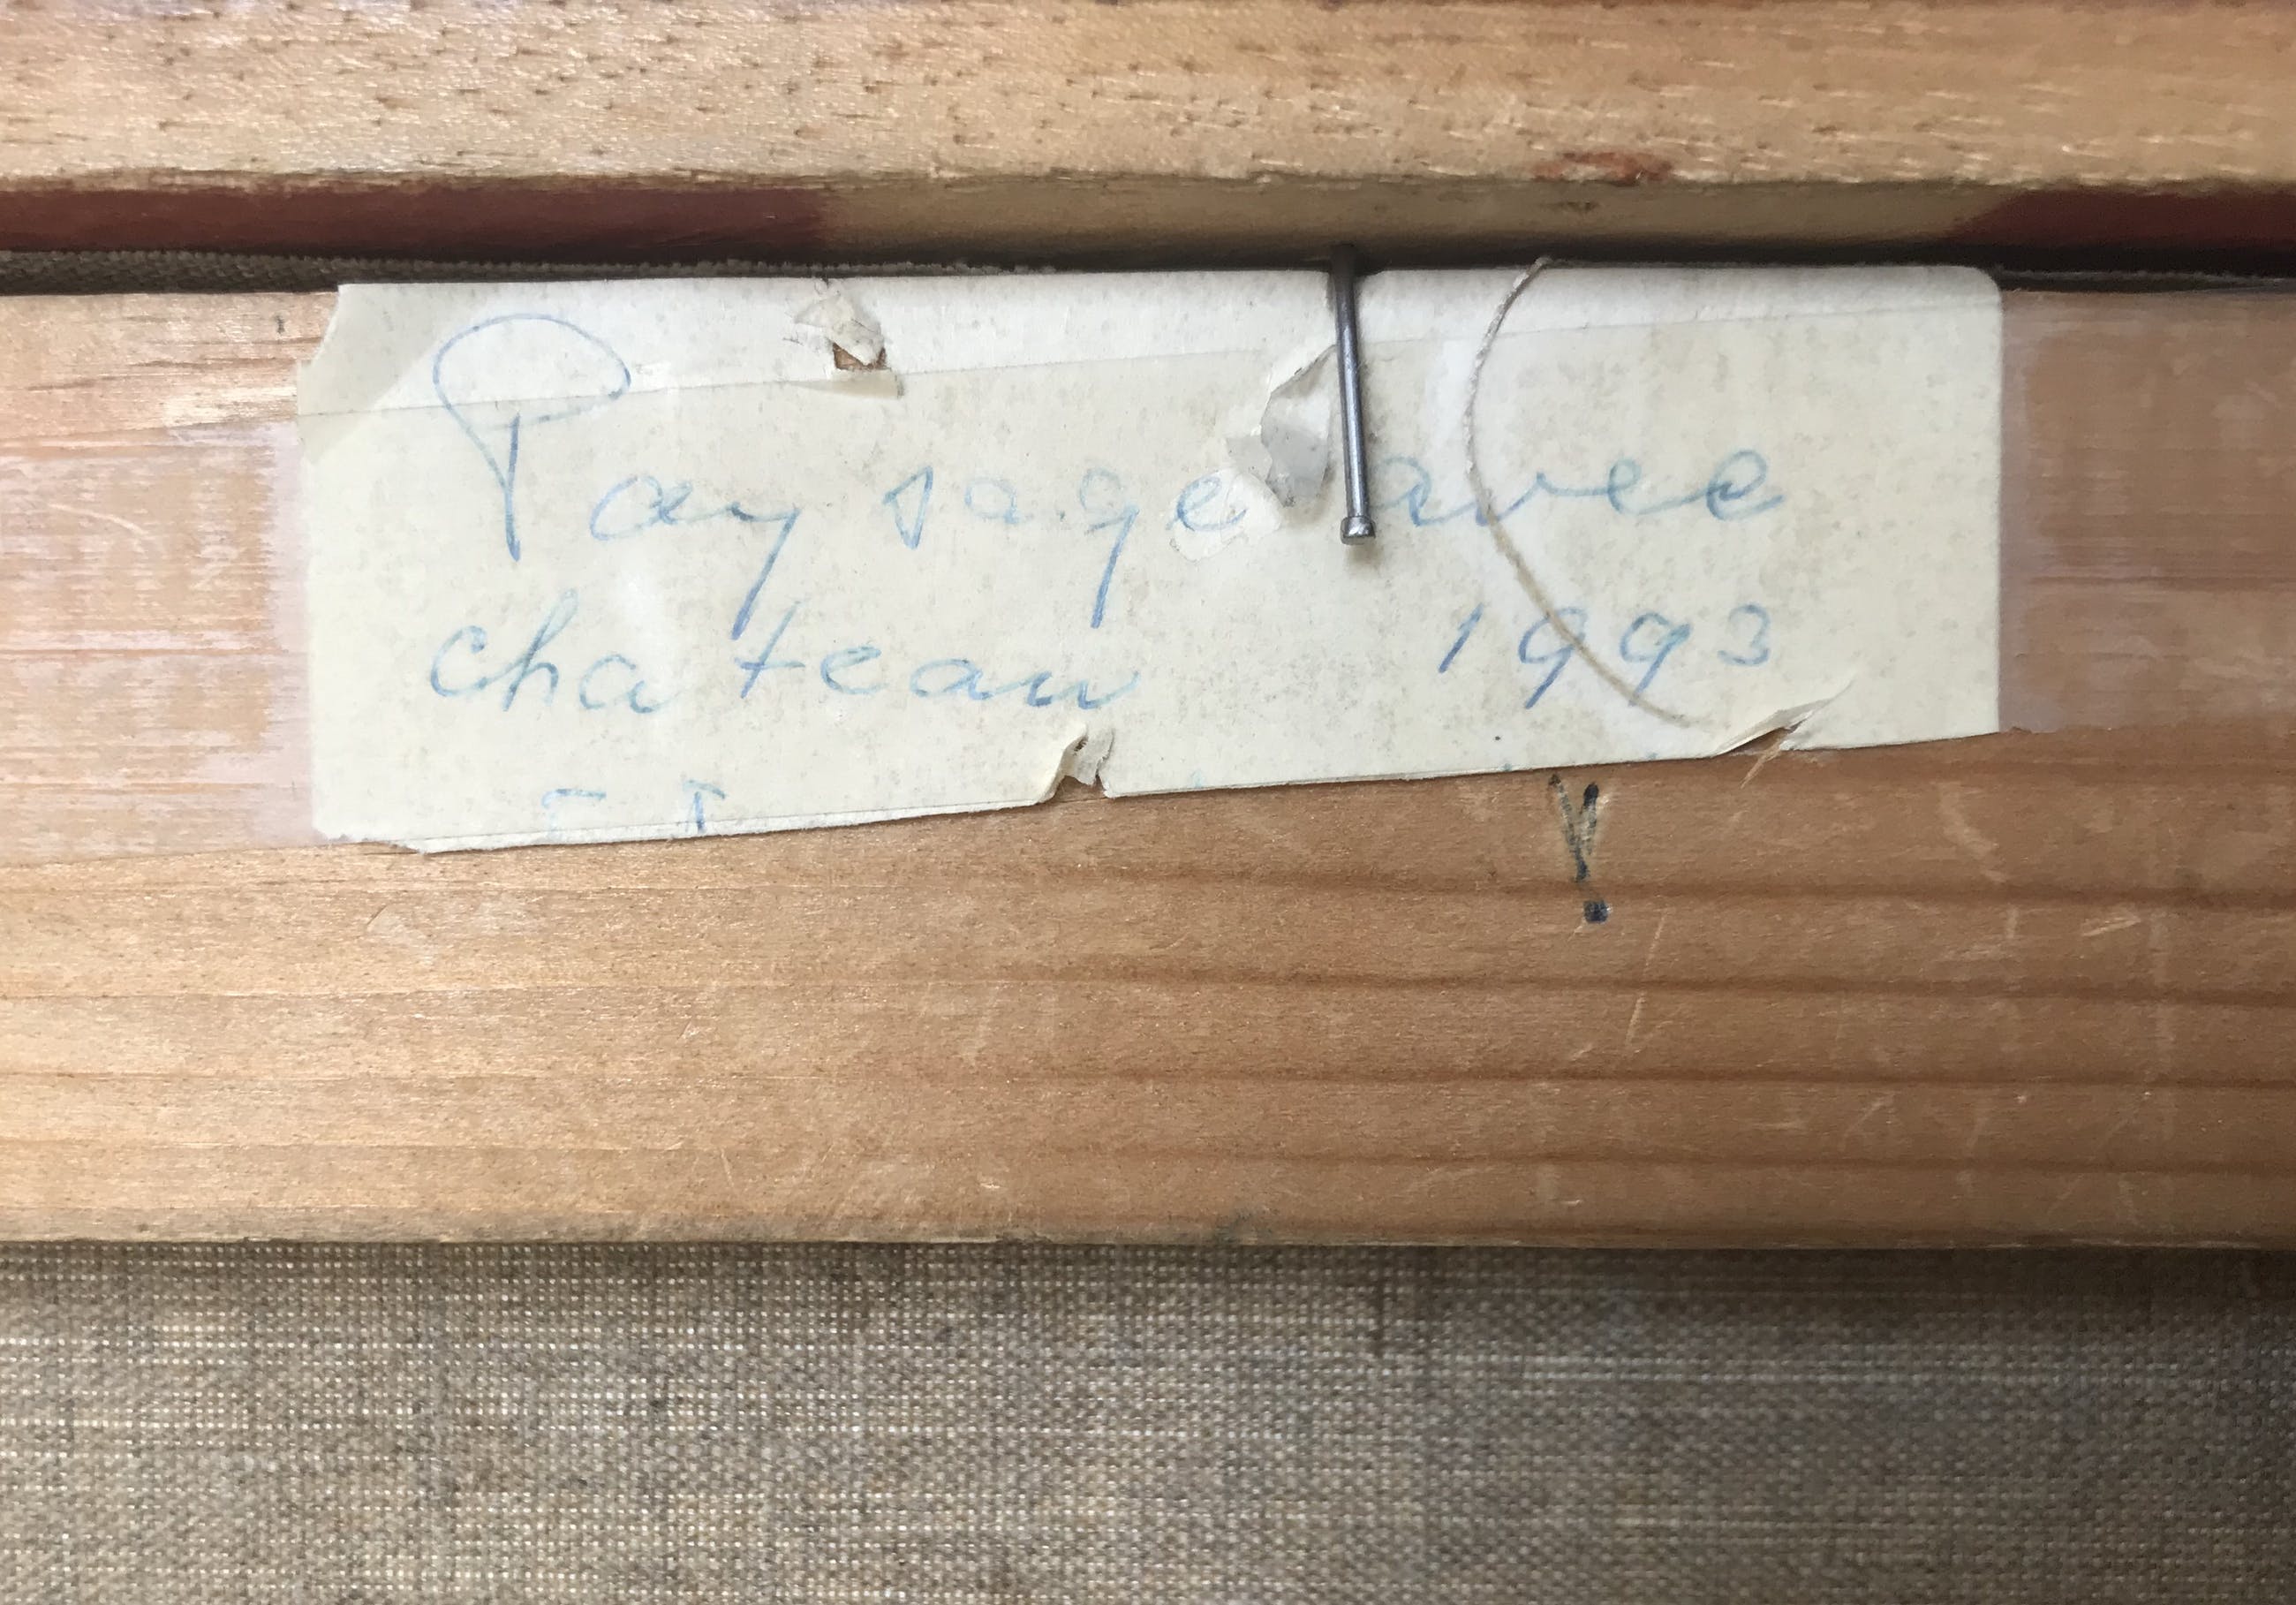 Paysage avec
chateau 1993